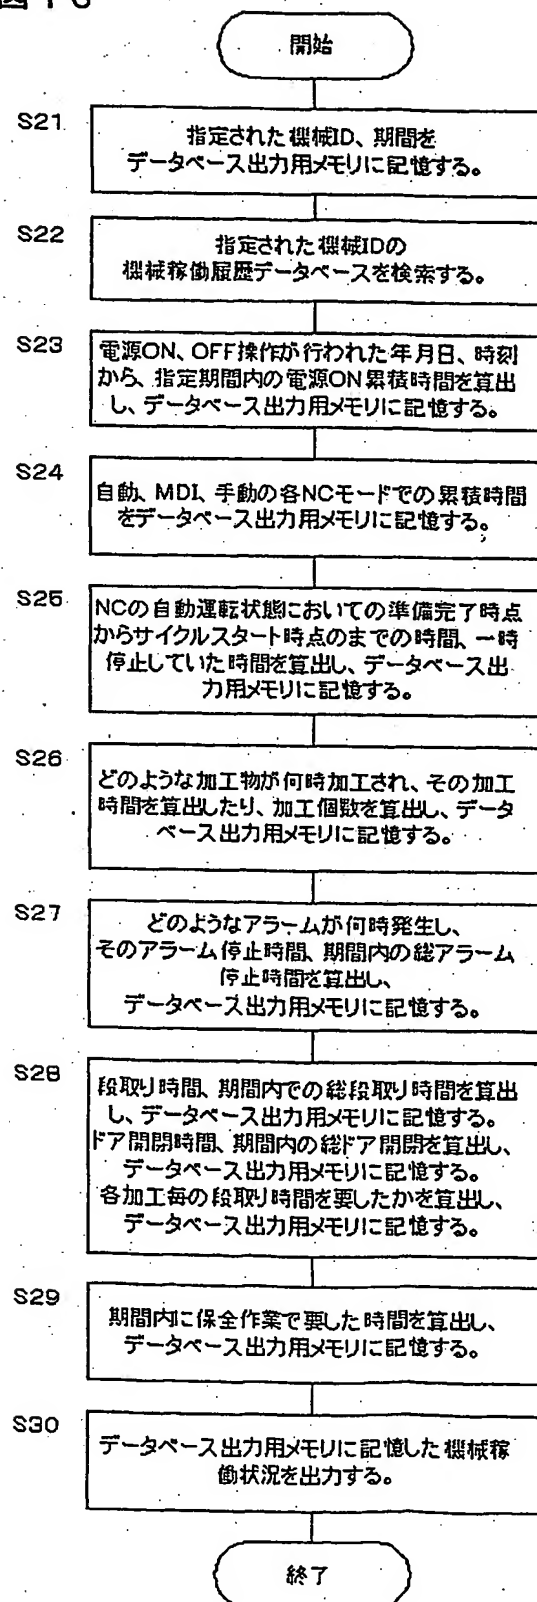 開始
S21
指定された機械ID、期間を
データベース出力用メモリに記憶する。
S22
指定された機械IDの
機械稼働履歴データベースを検索する。
S23
電源ON、OFF操作が行われた年月日、時刻
から、指定期間内の電源ON累積時間を算出
し、データベース出力用メモリに記憶する。
S24
自動、MDI、手動の各NCモードでの累積時間
をデータベース出力用メモリに記憶する。
S25
NCの自動運転状態においての準備完了時点
からサイクルスタート時点のまでの時間、一時
停止していた時間を算出し、データベース出
力用メモリに記憶する。
S26
どのような加工物が何時加工され、その加工
時間を算出したり、加工個数を算出し、データ
ベース出力用メモリに記憶する。
S27
どのようなアラームが何時発生し、
そのアラーム停止時間、期間内の総アラーム
停止時間を算出し、
データベース出力用メモリに記憶する。
S28
段取り時間、期間内での総段取り時間を算出
し、データベース出力用メモリに記憶する。
ドア開閉時間、期間内の総ドア開閉を算出し、
データベース出力用メモリに記憶する。
各加工毎の段取り時間を要したかを算出し、
データベース出力用メモリに記憶する。
S29
期間内に保全作業で要した時間を算出し、
データベース出力用メモリに記憶する。
S30
データベース出力用メモリに記憶した機械稼
働状況を出力する。
終了